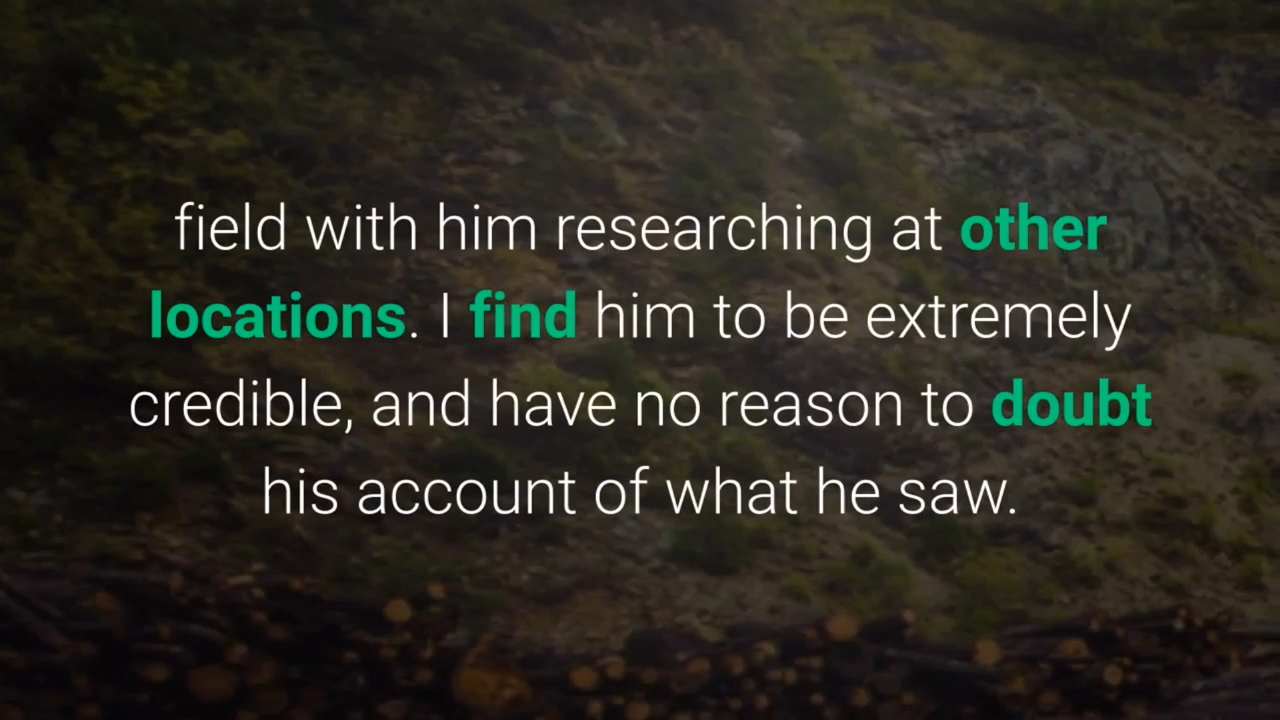 field with him researching at other
locations. I find him to be extremely
credible, and have no reason to doubt
his account of what he saw.